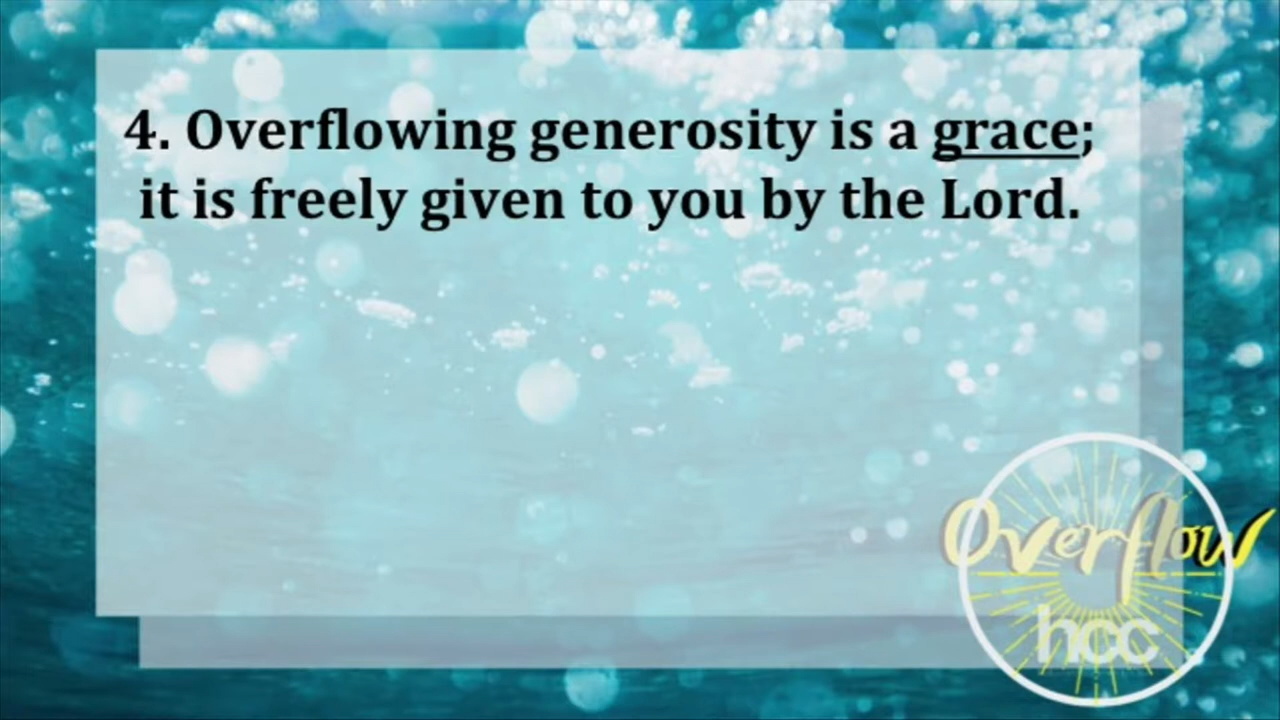 4. Overflowing generosity is a grace;
it is freely given to you by the Lord.
Overflow
hcc